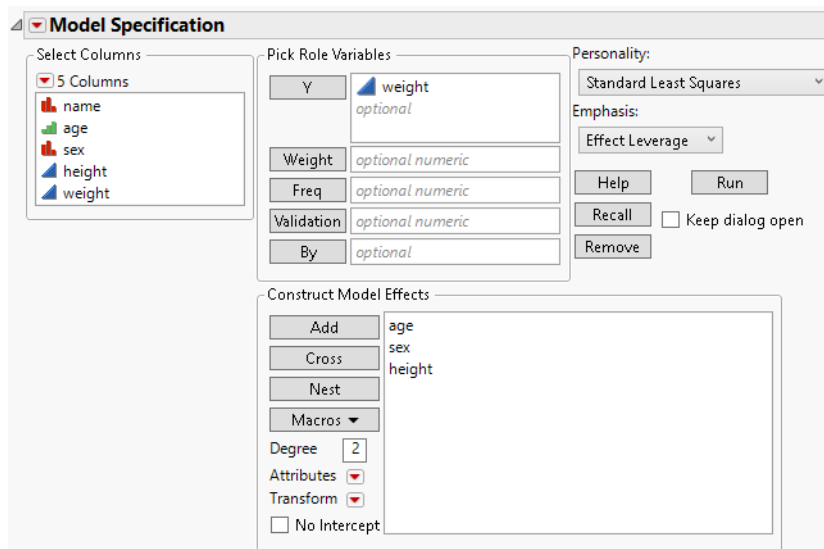 Model Specification
Select Columns
5 Columns
name
age
sex
height
weight
Pick Role Variables
Y
weight
optional
Weight
optional numeric
Freq
optional numeric
Validation
optional numeric
By
optional
Personality:
Standard Least Squares
Emphasis:
Effect Leverage
Help
Run
Recall
Keep dialog open
Remove
Construct Model Effects
Add
Cross
Nest
Macros
Degree 2
Attributes
Transform
No Intercept
age
sex
height